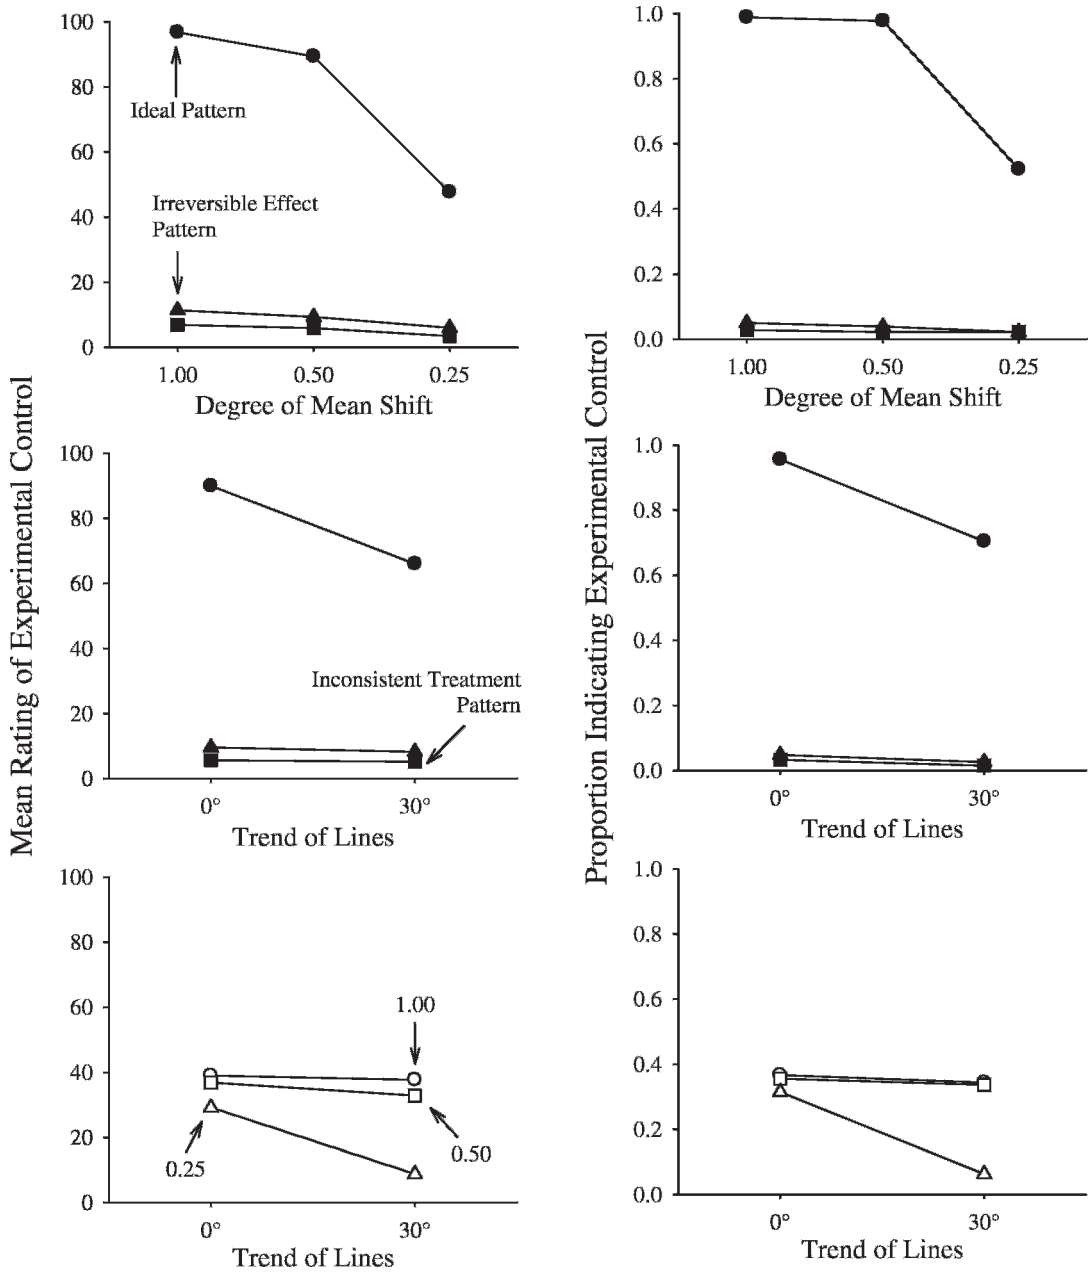 Mean Rating of Experimental Control
100
80
60
40
20
0
Ideal Pattern
Irreversible Effect
Pattern
1.00 0.50 0.25
Degree of Mean Shift
100
80
60
40
20
0
Inconsistent Treatment
Pattern
0° 30°
Trend of Lines
100
80
60
40
20
0
1.00
0.50
0.25
0° 30°
Trend of Lines
Proportion Indicating Experimental Control
1.0
0.8
0.6
0.4
0.2
0.0
1.00 0.50 0.25
Degree of Mean Shift
1.0
0.8
0.6
0.4
0.2
0.0
0° 30°
Trend of Lines
1.0
0.8
0.6
0.4
0.2
0.0
0° 30°
Trend of Lines